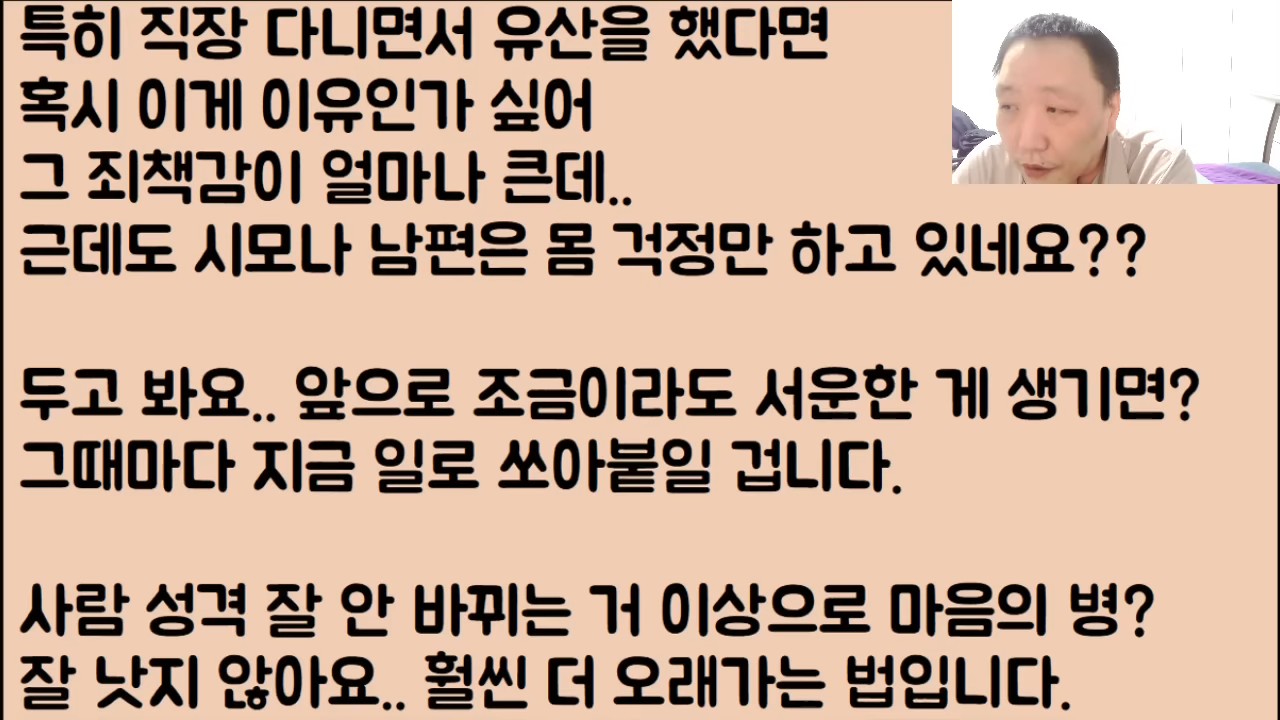 특히 직장 다니면서 유산을 했다면
혹시 이게 이유인가 싶어
그 죄책감이 얼마나 큰데..
근데도 시모나 남편은 몸 걱정만 하고 있네요??
두고 봐요.. 앞으로 조금이라도 서운한 게 생기면?
그때마다 지금 일로 쏘아붙일 겁니다.
사람 성격 잘 안 바뀌는 거 이상으로 마음의 병?
잘 낫지 않아요.. 훨씬 더 오래가는 법입니다.